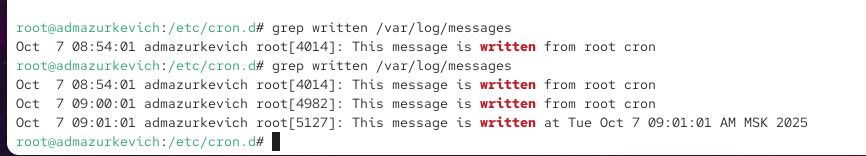 root@admazurkevich:/etc/cron.d# grep written /var/log/messages
Oct  7 08:54:01 admazurkevich root[4014]: This message is written from root cron
root@admazurkevich:/etc/cron.d# grep written /var/log/messages
Oct  7 08:54:01 admazurkevich root[4014]: This message is written from root cron
Oct  7 09:00:01 admazurkevich root[4982]: This message is written from root cron
Oct  7 09:01:01 admazurkevich root[5127]: This message is written at Tue Oct 7 09:01:01 AM MSK 2025
root@admazurkevich:/etc/cron.d#